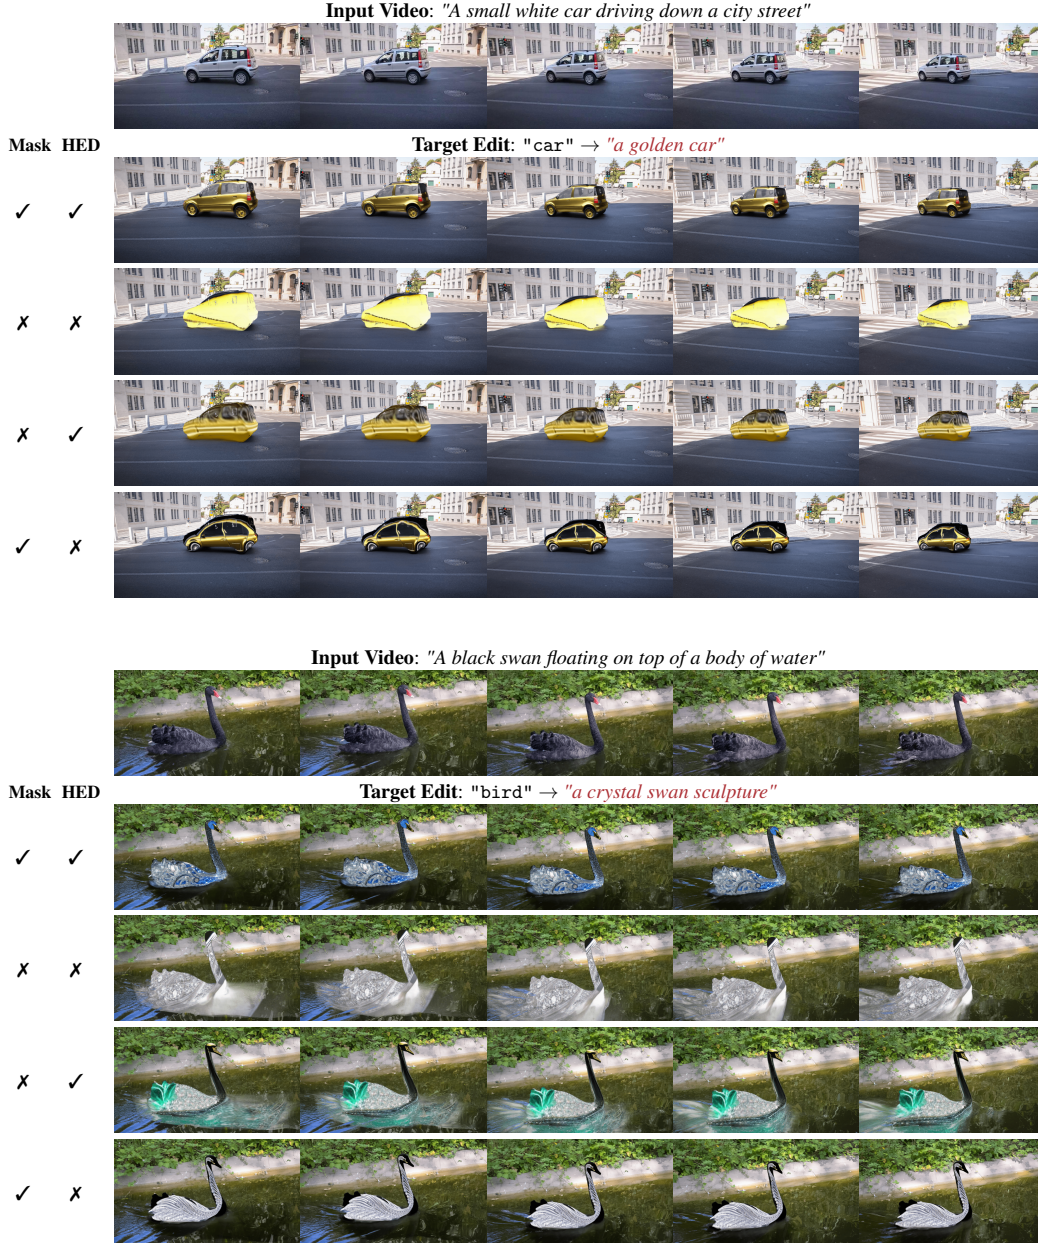 Input Video: "A small white car driving down a city street"
Mask HED Target Edit: "car" → "a golden car"
✓ ✓
✗ ✗
✗ ✓
✓ ✗
Input Video: "A black swan floating on top of a body of water"
Mask HED Target Edit: "bird" → "a crystal swan sculpture"
✓ ✓
✗ ✗
✗ ✓
✓ ✗